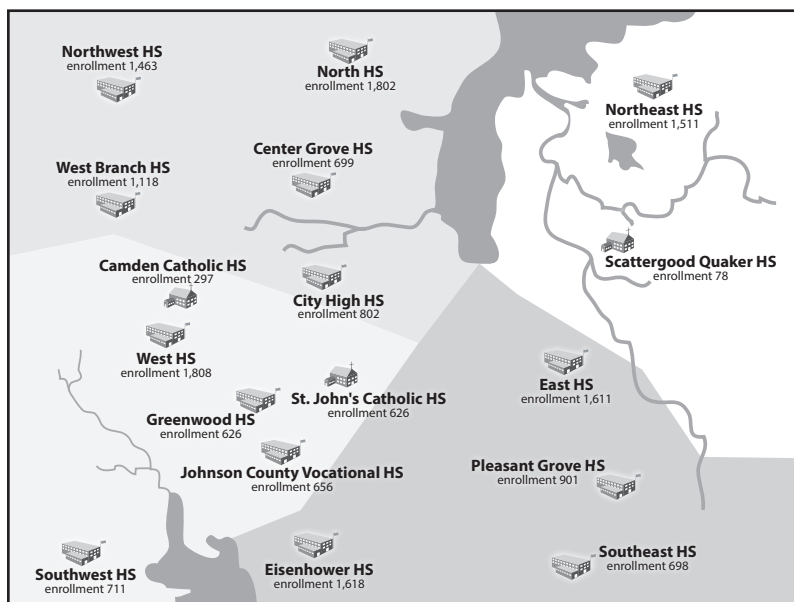 Northwest HS
enrollment 1,463
North HS
enrollment 1,802
Northeast HS
enrollment 1,511
Center Grove HS
enrollment 699
West Branch HS
enrollment 1,118
Camden Catholic HS
enrollment 297
Scattergood Quaker HS
enrollment 78
City High HS
enrollment 802
West HS
enrollment 1,808
East HS
enrollment 1,611
St. John's Catholic HS
enrollment 626
Greenwood HS
enrollment 626
Johnson County Vocational HS
enrollment 656
Pleasant Grove HS
enrollment 901
Southwest HS
enrollment 711
Eisenhower HS
enrollment 1,618
Southeast HS
enrollment 698